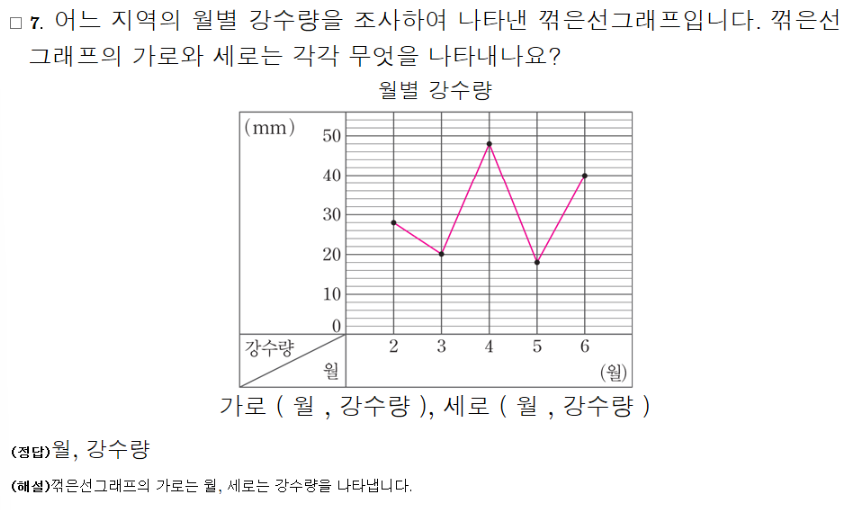 □ 7. 어느 지역의 월별 강수량을 조사하여 나타낸 꺾은선그래프입니다. 꺾은선
그래프의 가로와 세로는 각각 무엇을 나타내나요?
월별 강수량
(mm)
50
40
30
20
10
0
강수량
월
2 3 4 5 6
(월)
가로 ( 월 , 강수량 ), 세로 ( 월 , 강수량 )
(정답)월, 강수량
(해설)꺾은선그래프의 가로는 월, 세로는 강수량을 나타냅니다.